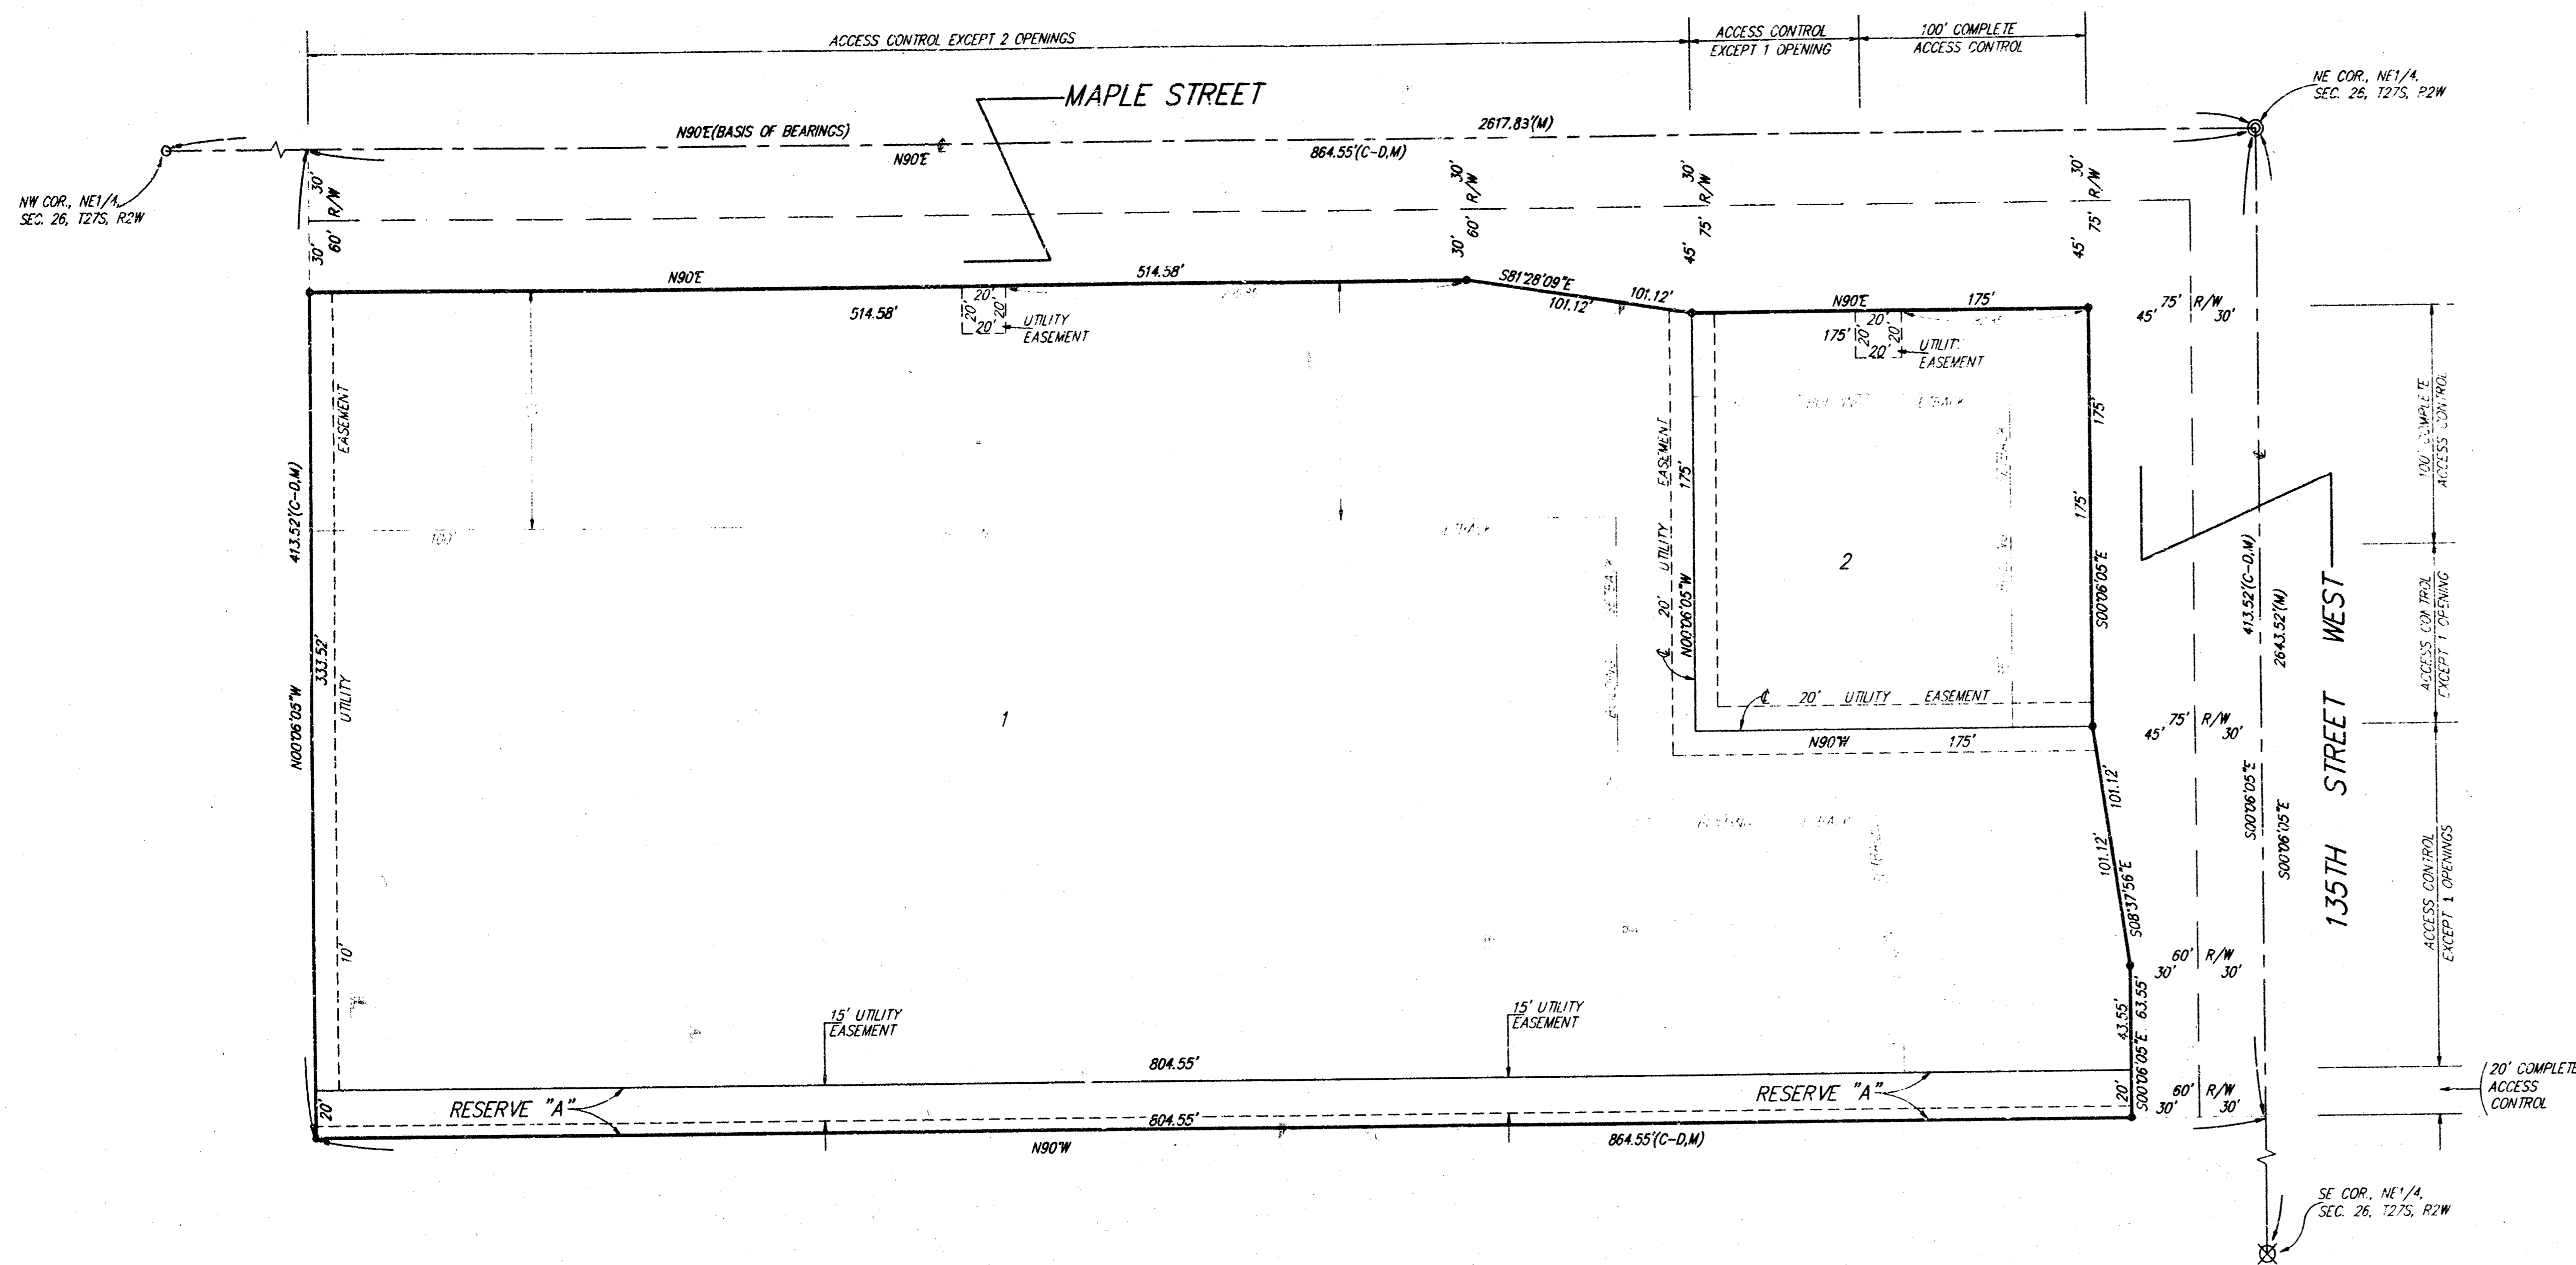 ACCESS CONTROL EXCEPT 2 OPENINGS
ACCESS CONTROL
EXCEPT 1 OPENING
100' COMPLETE
ACCESS CONTROL
NE COR., NE1/4,
SEC. 26, T27S, R2W
MAPLE STREET
N90°E(BASIS OF BEARINGS)
2617.83'(M)
N90°E
℄
864.55'(C-D,M)
NW COR., NE1/4,
SEC. 26, T27S, R2W
30'
60' R/W
30'
30'
60' R/W
30'
30'
75' R/W
45'
30'
75' R/W
45'
N90°E
514.58'
514.58'
20'
20'
20'
20'
UTILITY
EASEMENT
S81°28'09"E
101.12'
101.12'
N90°E
175'
175'
20'
20'
20'
20'
EASEMENT
75' R/W
45'
30'
EASEMENT
UTILITY
10'
413.52'(C-D,M)
333.52'
N00°06'05"W
100'
1
20' UTILITY EASEMENT
℄
175'
N00°06'05"W
2
175'
175'
S00°06'05"E
℄ 20' UTILITY EASEMENT
N90°W
175'
75' R/W
45'
30'
100' COMPLETE
ACCESS CONTROL
ACCESS CONTROL
EXCEPT 1 OPENING
ACCESS CONTROL
EXCEPT 1 OPENINGS
℄
413.52'(C-D,M)
2643.52'(M)
S00°06'05"E
S00°06'05"E
135TH STREET WEST
101.12'
101.12'
S08°37'56"E
60' R/W
30'
30'
43.55'
63.55'
S00°06'05"E
20'
60' R/W
30'
30'
20' COMPLETE
ACCESS
CONTROL
15' UTILITY
EASEMENT
15' UTILITY
EASEMENT
804.55'
RESERVE "A"
RESERVE "A"
20'
804.55'
N90°W
864.55'(C-D,M)
SE COR., NE1/4,
SEC. 26, T27S, R2W